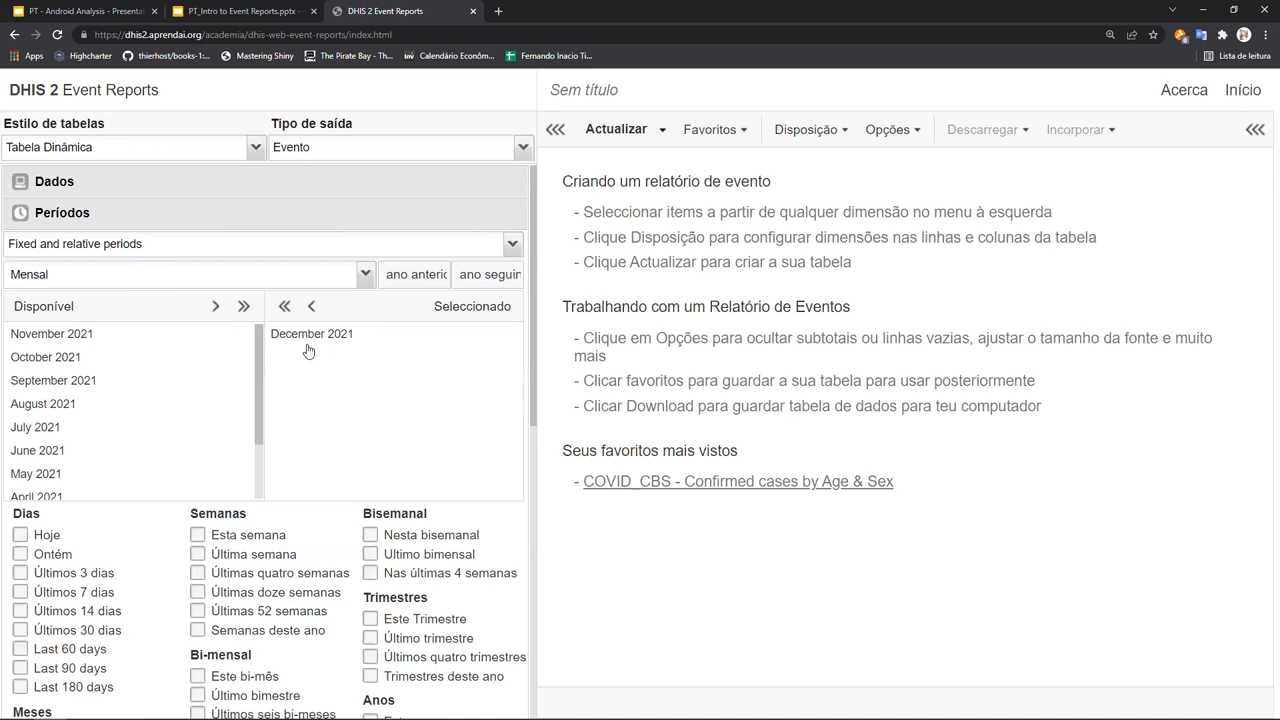 PT - Android Analysis - Presenta
PT_Intro to Event Reports.pptx -
DHIS 2 Event Reports
https://dhis2.aprendai.org/academia/dhis-web-event-reports/index.html
Apps
Highcharter
thierhost/books-1:...
Mastering Shiny
The Pirate Bay - Th...
Calendário Econôm...
Fernando Inacio Ti...
Lista de leitura
DHIS 2 Event Reports
Sem título
Acerca
Início
Estilo de tabelas
Tipo de saída
Tabela Dinâmica
Evento
Actualizar
Favoritos
Disposição
Opções
Descarregar
Incorporar
Dados
Períodos
Fixed and relative periods
Mensal
ano anteric
ano seguin
Disponível
Seleccionado
November 2021
October 2021
September 2021
August 2021
July 2021
June 2021
May 2021
April 2021
December 2021
Dias
Hoje
Ontém
Últimos 3 dias
Últimos 7 dias
Últimos 14 dias
Últimos 30 dias
Last 60 days
Last 90 days
Last 180 days
Meses
Semanas
Esta semana
Última semana
Últimas quatro semanas
Últimas doze semanas
Últimas 52 semanas
Semanas deste ano
Bi-mensal
Este bi-mês
Último bimestre
Últimos seis bi-meses
Bisemanal
Nesta bisemanal
Ultimo bimensal
Nas últimas 4 semanas
Trimestres
Este Trimestre
Último trimestre
Últimos quatro trimestres
Trimestres deste ano
Anos
Criando um relatório de evento
- Seleccionar items a partir de qualquer dimensão no menu à esquerda
- Clique Disposição para configurar dimensões nas linhas e colunas da tabela
- Clique Actualizar para criar a sua tabela
Trabalhando com um Relatório de Eventos
- Clique em Opções para ocultar subtotais ou linhas vazias, ajustar o tamanho da fonte e muito
mais
- Clicar favoritos para guardar a sua tabela para usar posteriormente
- Clicar Download para guardar tabela de dados para teu computador
Seus favoritos mais vistos
- COVID_CBS - Confirmed cases by Age & Sex